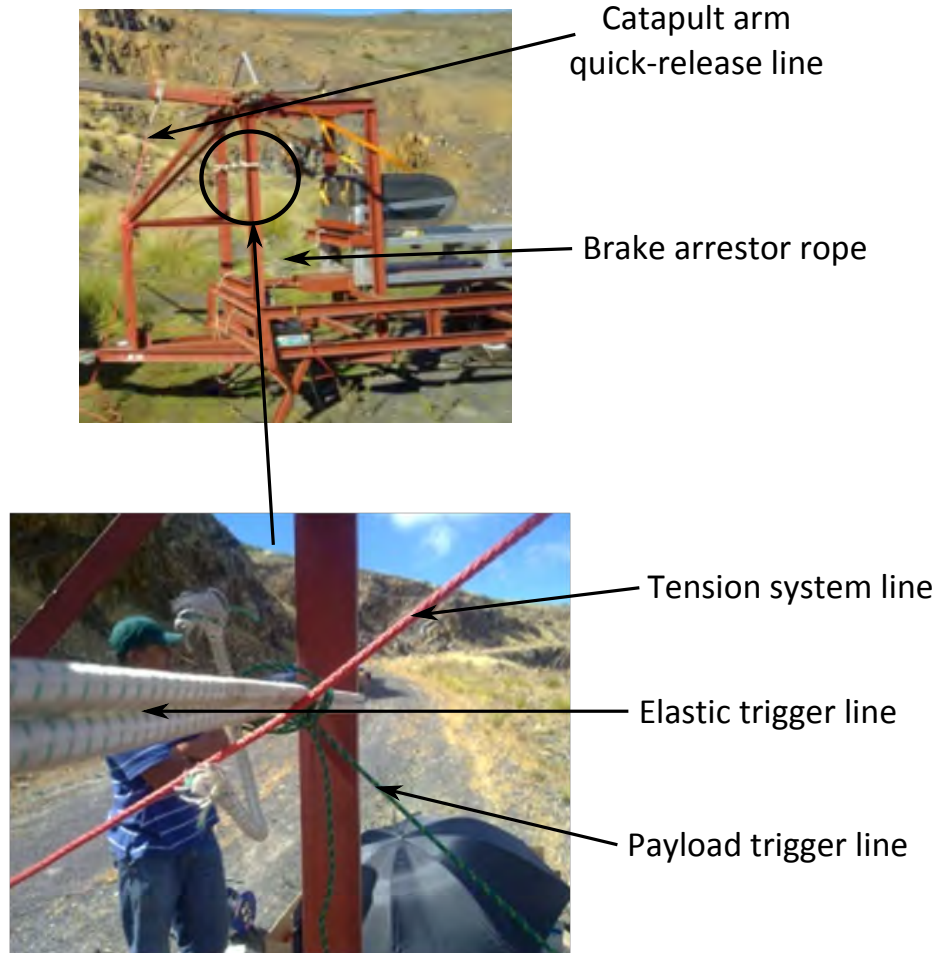 Catapult arm
quick-release line
Brake arrestor rope
Tension system line
Elastic trigger line
Payload trigger line